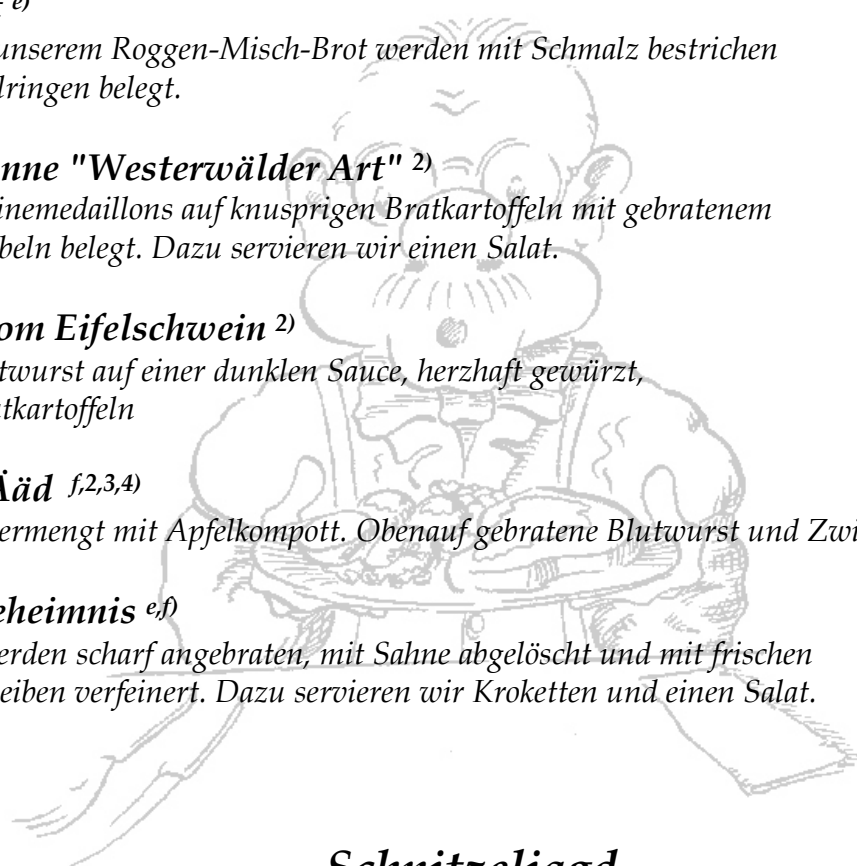 e)
unserem Roggen-Misch-Brot werden mit Schmalz bestrichen
lringen belegt.
nne "Westerwälder Art" 2)
inemedaillons auf knusprigen Bratkartoffeln mit gebratenem
beln belegt. Dazu servieren wir einen Salat.
om Eifelschwein 2)
twurst auf einer dunklen Sauce, herzhaft gewürzt,
tkartoffeln
Ääd f,2,3,4)
ermengt mit Apfelkompott. Obenauf gebratene Blutwurst und Zwi
eheimnis e,f)
erden scharf angebraten, mit Sahne abgelöscht und mit frischen
eiben verfeinert. Dazu servieren wir Kroketten und einen Salat.
Schnitzeljagd